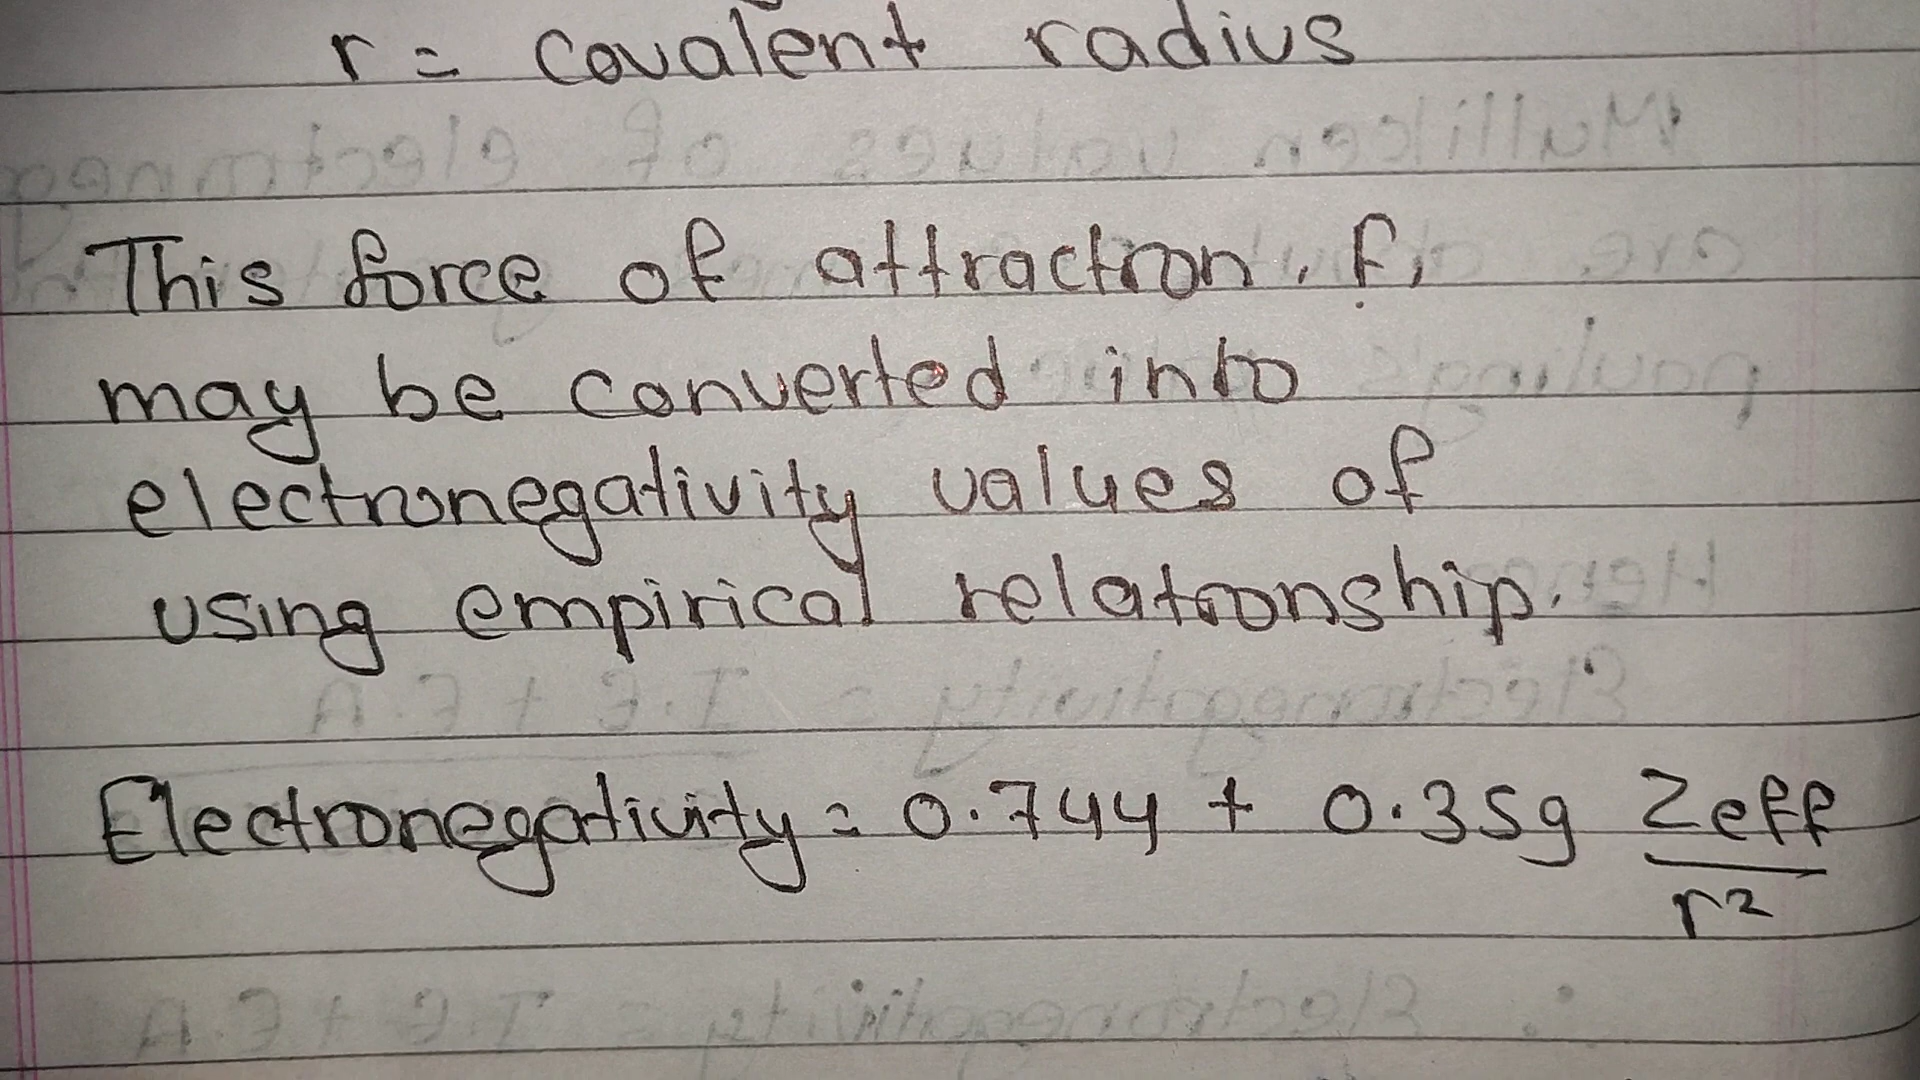 r = covalent radius
This force of attraction, F,
may be converted into
electronegativity values of
using empirical relationship.
Electronegativity = 0.744 + 0.359 Zeff
r²